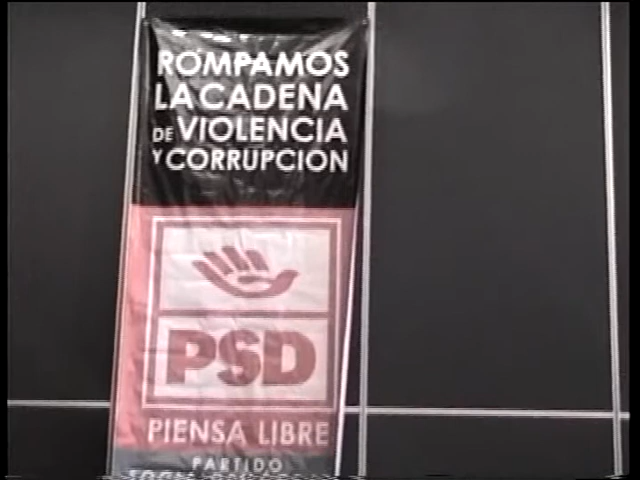 ROMPAMOS
LA CADENA
DE VIOLENCIA
Y CORRUPCION
PSD
PIENSA LIBRE
PARTIDO